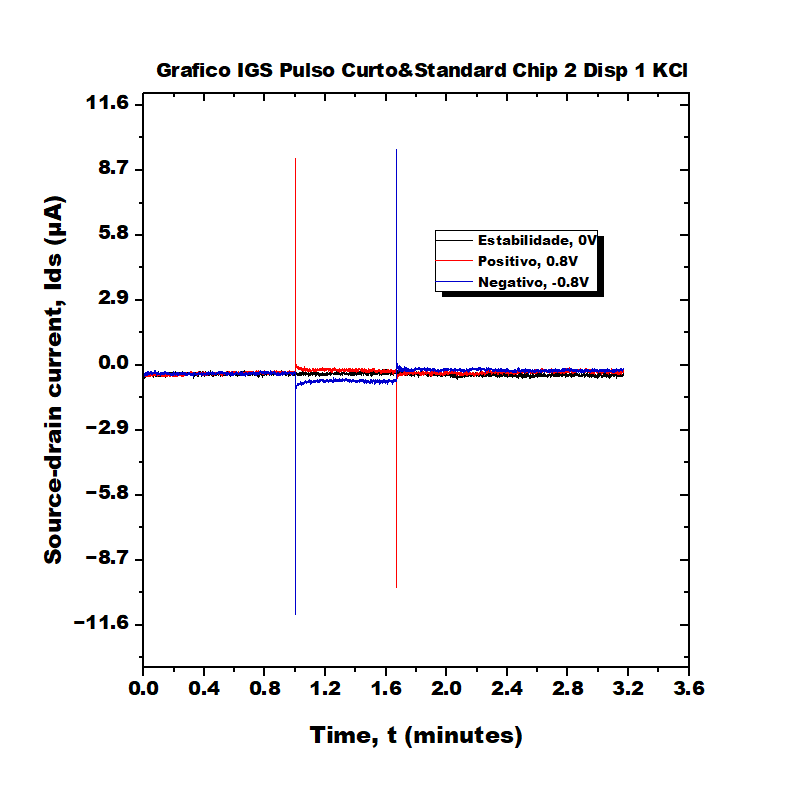 Grafico IGS Pulso Curto&Standard Chip 2 Disp 1 KCl
11.6
8.7
5.8
2.9
0.0
−2.9
−5.8
−8.7
−11.6
Source-drain current, Ids (µA)
Estabilidade, 0V
Positivo, 0.8V
Negativo, -0.8V
0.0 0.4 0.8 1.2 1.6 2.0 2.4 2.8 3.2 3.6
Time, t (minutes)